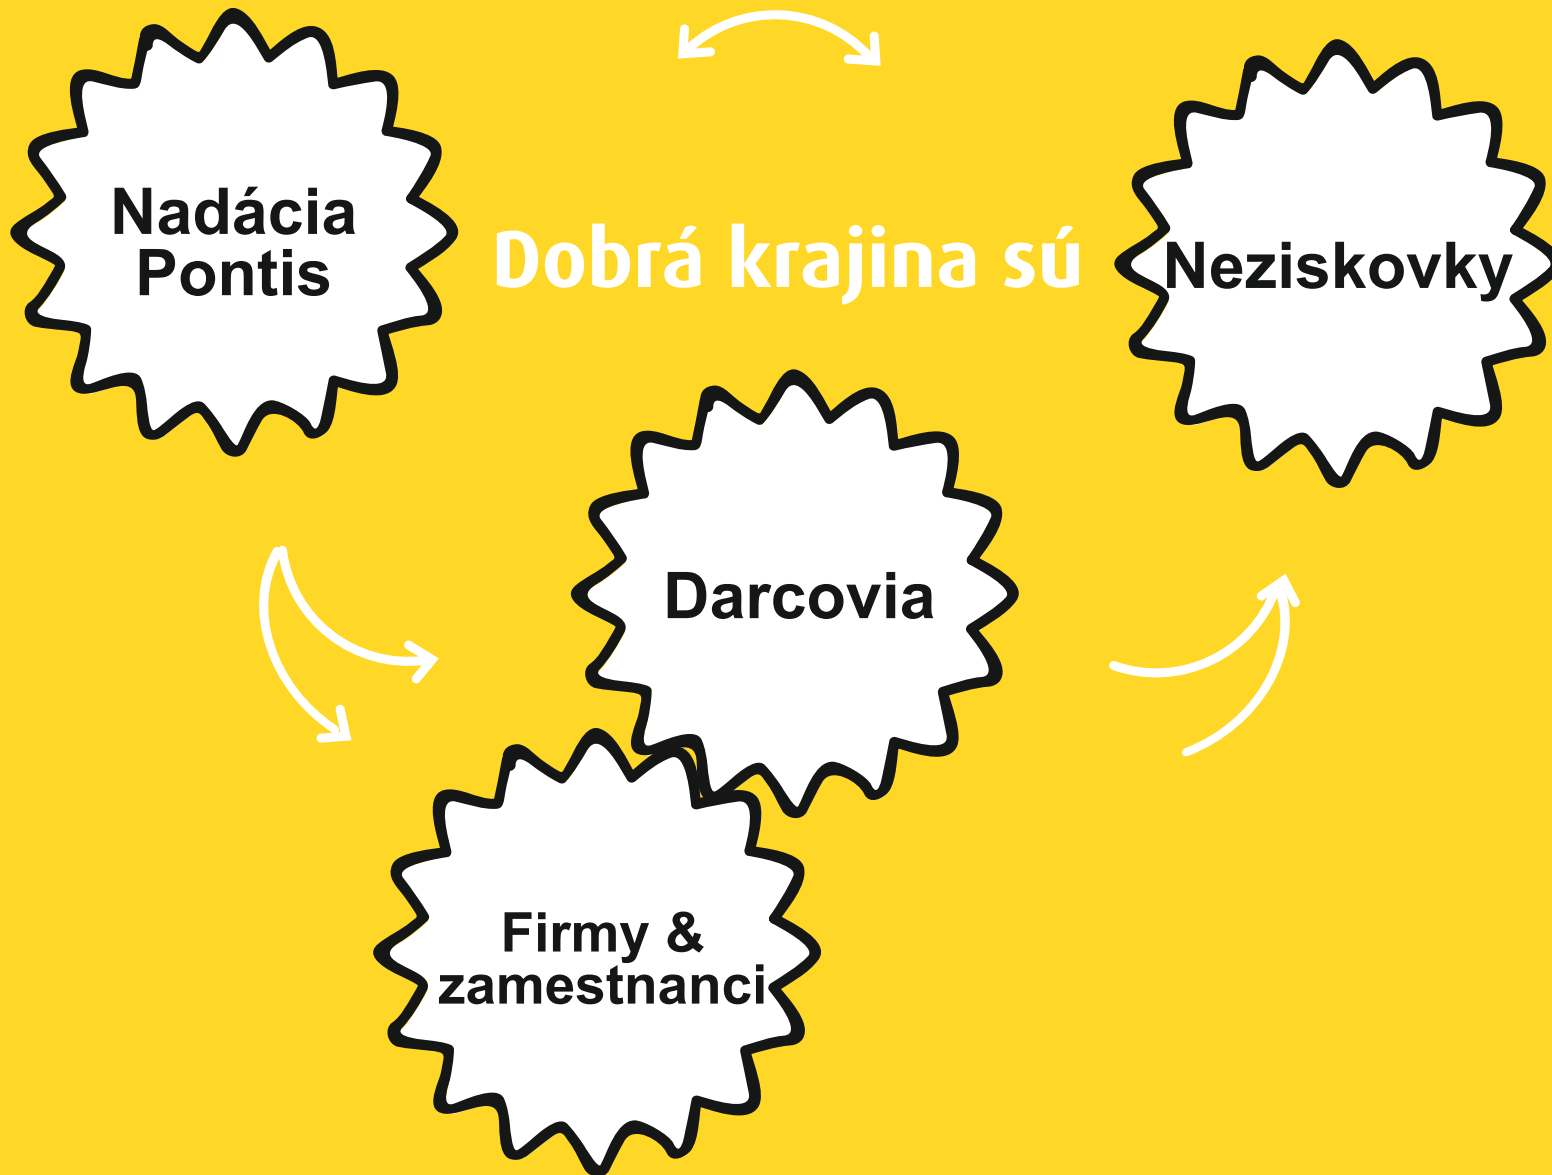 Nadácia
Pontis
Dobrá krajina sú
Neziskovky
Darcovia
Firmy &
zamestnanci